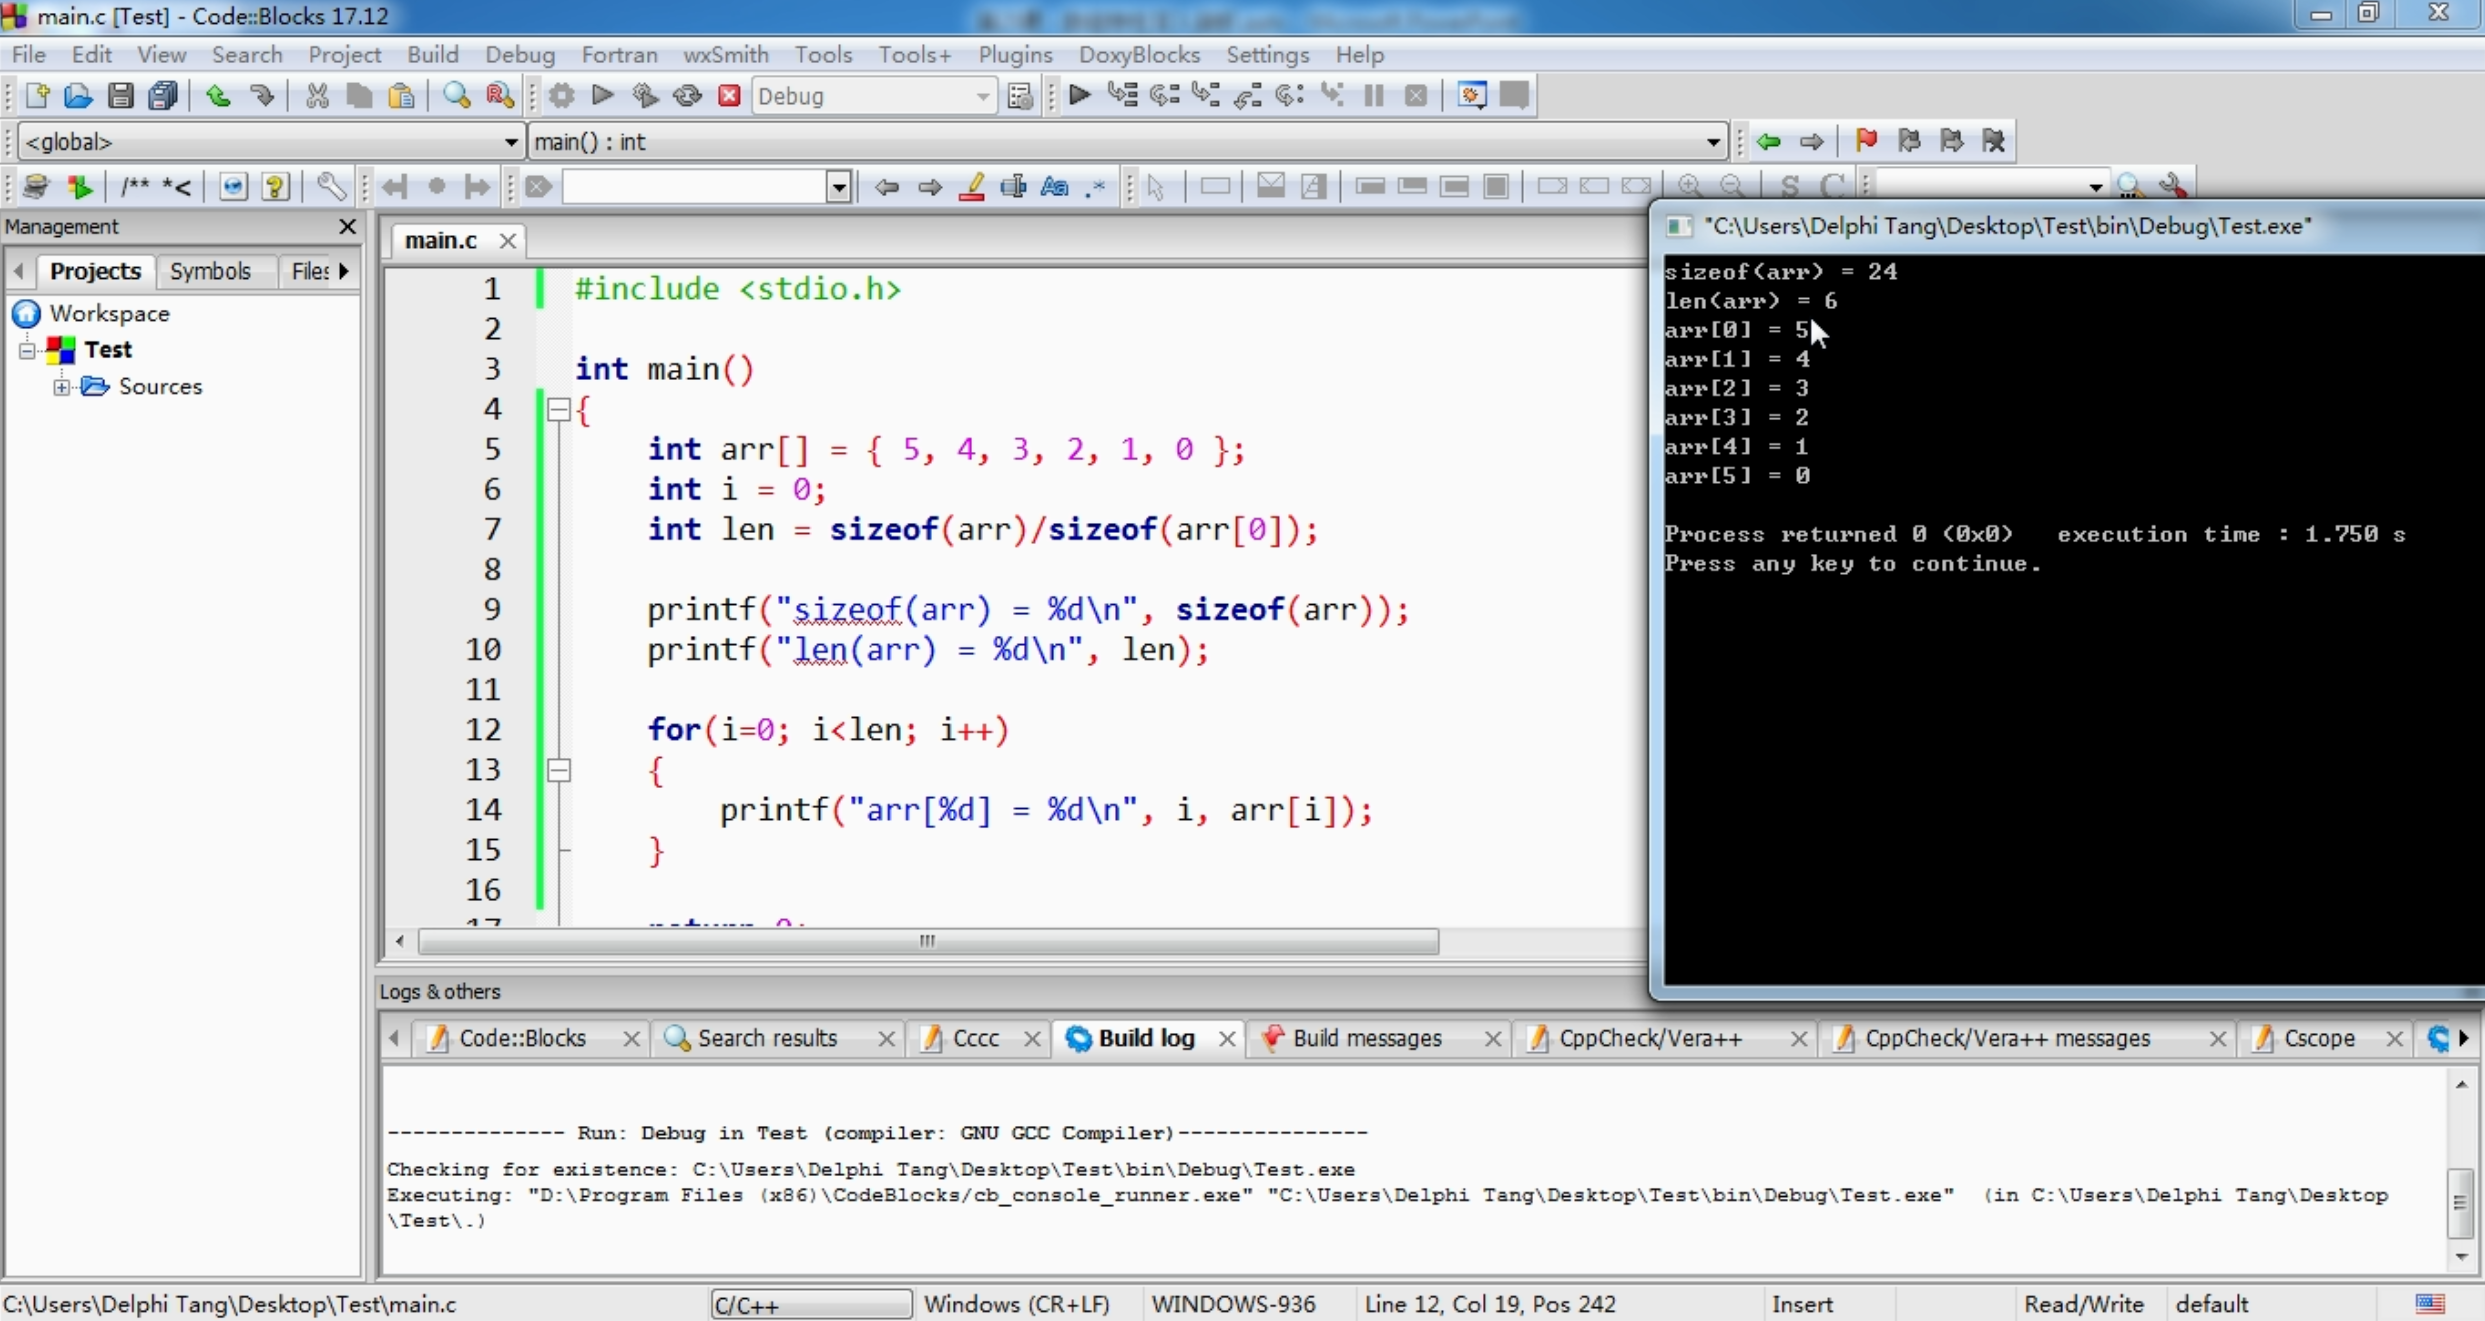 main.c [Test] - Code::Blocks 17.12
File Edit View Search Project Build Debug Fortran wxSmith Tools Tools+ Plugins DoxyBlocks Settings Help
Debug
<global> main() : int
/** *<
S C
Management
Projects Symbols Files
Workspace
Test
Sources
main.c
1 #include <stdio.h>
2
3 int main()
4 {
5 int arr[] = { 5, 4, 3, 2, 1, 0 };
6 int i = 0;
7 int len = sizeof(arr)/sizeof(arr[0]);
8
9 printf("sizeof(arr) = %d\n", sizeof(arr));
10 printf("len(arr) = %d\n", len);
11
12 for(i=0; i<len; i++)
13 {
14 printf("arr[%d] = %d\n", i, arr[i]);
15 }
16
17 return 0;
"C:\Users\Delphi Tang\Desktop\Test\bin\Debug\Test.exe"
sizeof(arr) = 24
len(arr) = 6
arr[0] = 5
arr[1] = 4
arr[2] = 3
arr[3] = 2
arr[4] = 1
arr[5] = 0
Process returned 0 (0x0) execution time : 1.750 s
Press any key to continue.
Logs & others
Code::Blocks Search results Cccc Build log Build messages CppCheck/Vera++ CppCheck/Vera++ messages Cscope
-------------- Run: Debug in Test (compiler: GNU GCC Compiler)---------------
Checking for existence: C:\Users\Delphi Tang\Desktop\Test\bin\Debug\Test.exe
Executing: "D:\Program Files (x86)\CodeBlocks/cb_console_runner.exe" "C:\Users\Delphi Tang\Desktop\Test\bin\Debug\Test.exe" (in C:\Users\Delphi Tang\Desktop
\Test\.)
C:\Users\Delphi Tang\Desktop\Test\main.c C/C++ Windows (CR+LF) WINDOWS-936 Line 12, Col 19, Pos 242 Insert Read/Write default